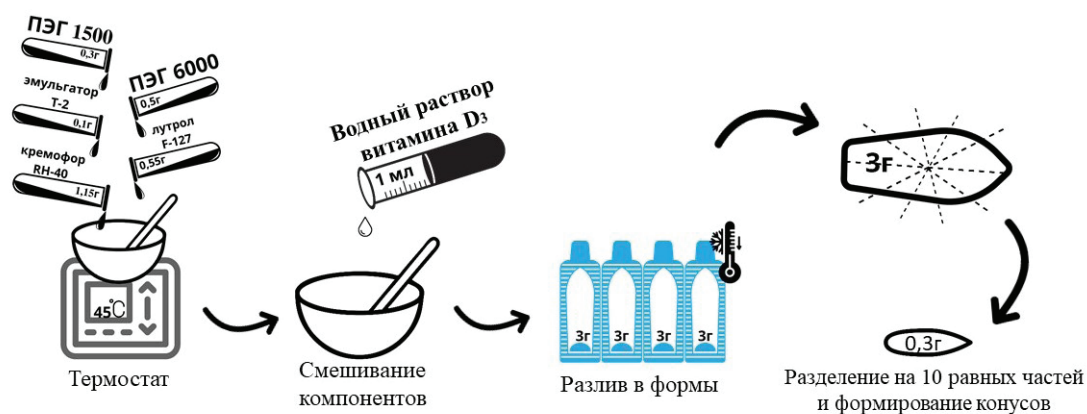 ПЭГ 1500
0,3г
эмульгатор
Т-2
0,1г
кремофор
RH-40
1,15г
ПЭГ 6000
0,5г
лутрол
F-127
0,55г
45°С
Термостат
Водный раствор
витамина D3
1 мл
Смешивание
компонентов
3г 3г 3г 3г
Разлив в формы
3г
0,3г
Разделение на 10 равных частей
и формирование конусов